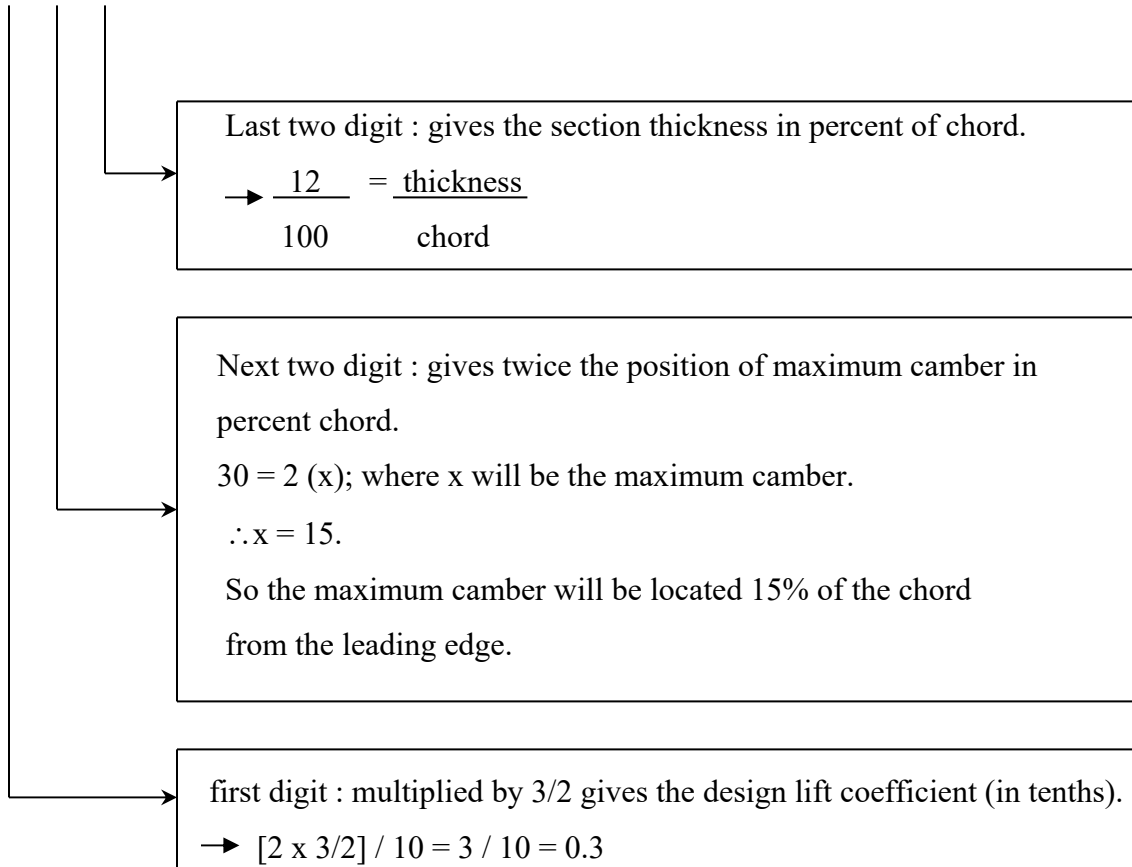 Last two digit : gives the section thickness in percent of chord.
12 = thickness
100 chord
Next two digit : gives twice the position of maximum camber in
percent chord.
30 = 2 (x); where x will be the maximum camber.
∴x = 15.
So the maximum camber will be located 15% of the chord
from the leading edge.
first digit : multiplied by 3/2 gives the design lift coefficient (in tenths).
[2 x 3/2] / 10 = 3 / 10 = 0.3